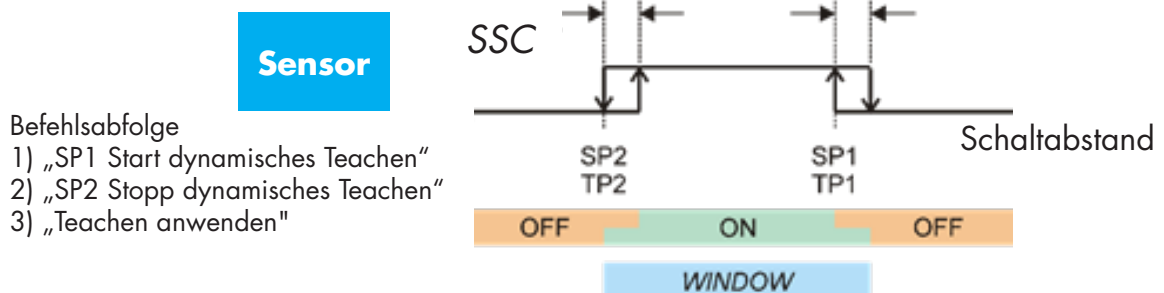 SSC
Sensor
Befehlsabfolge
1) „SP1 Start dynamisches Teachen“
2) „SP2 Stopp dynamisches Teachen“
3) „Teachen anwenden"
Schaltabstand
SP2 SP1
TP2 TP1
OFF ON OFF
WINDOW